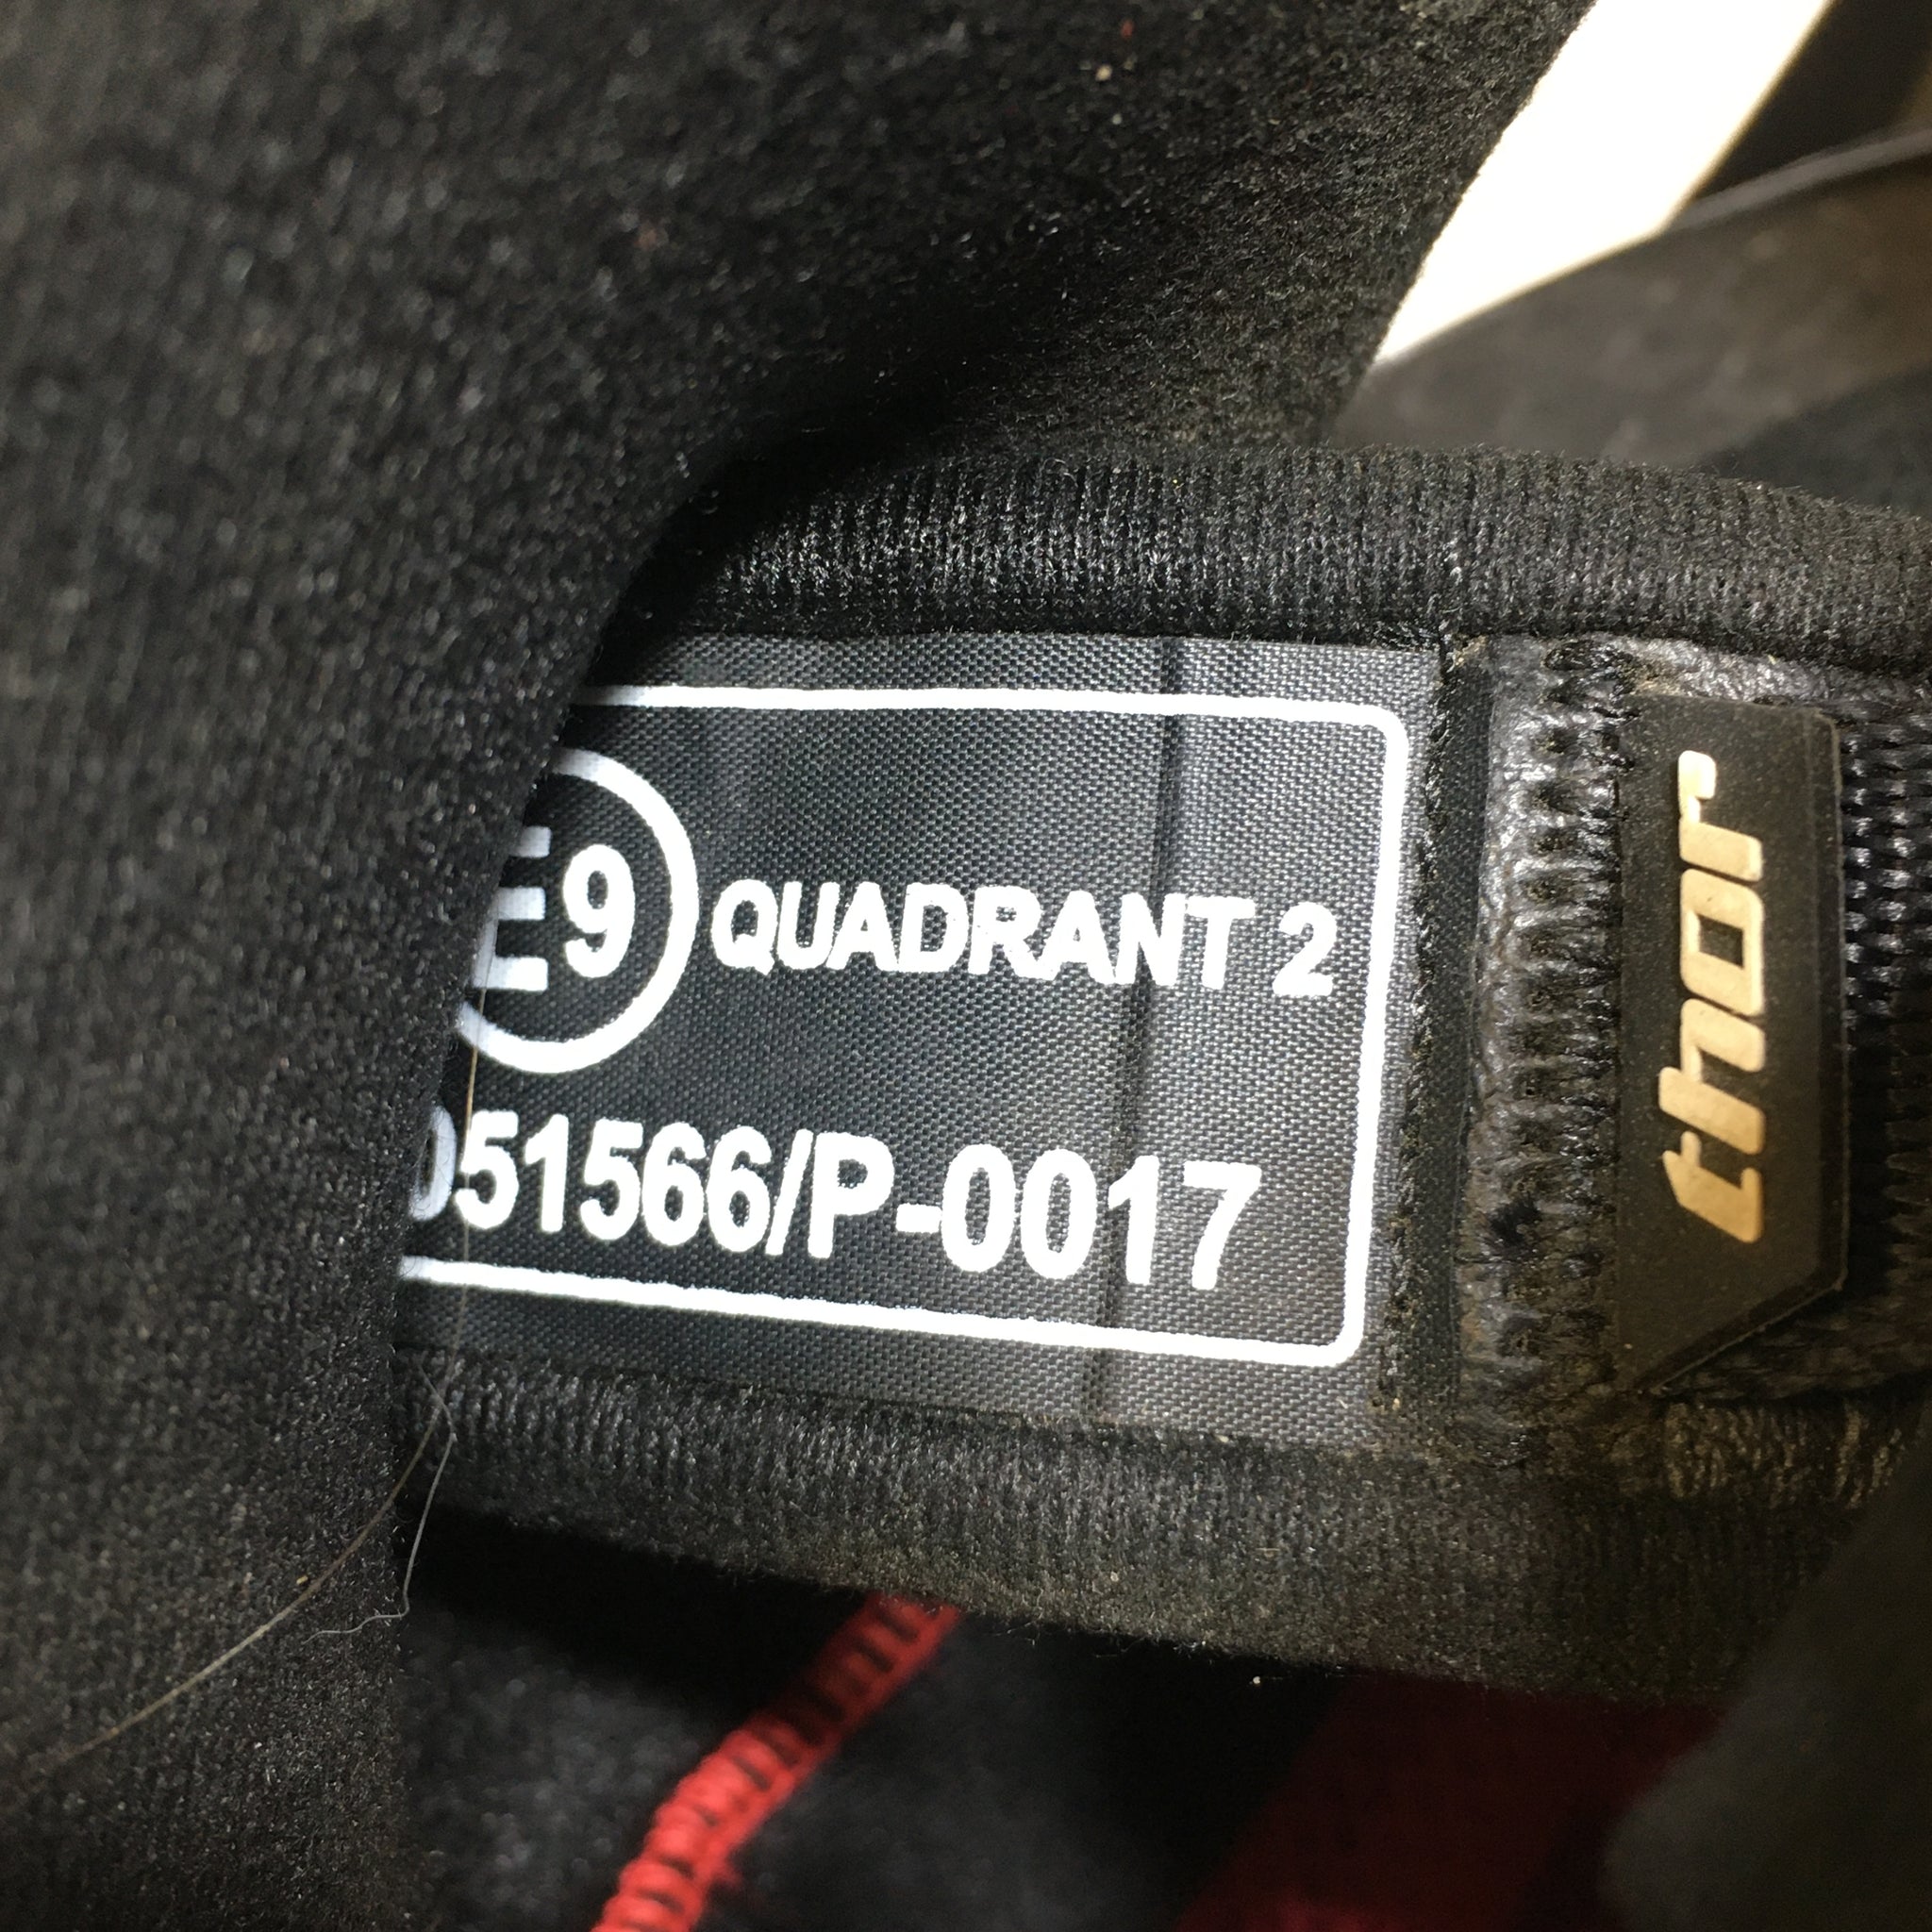 E9 QUADRANT 2
051566/P-0017
thor